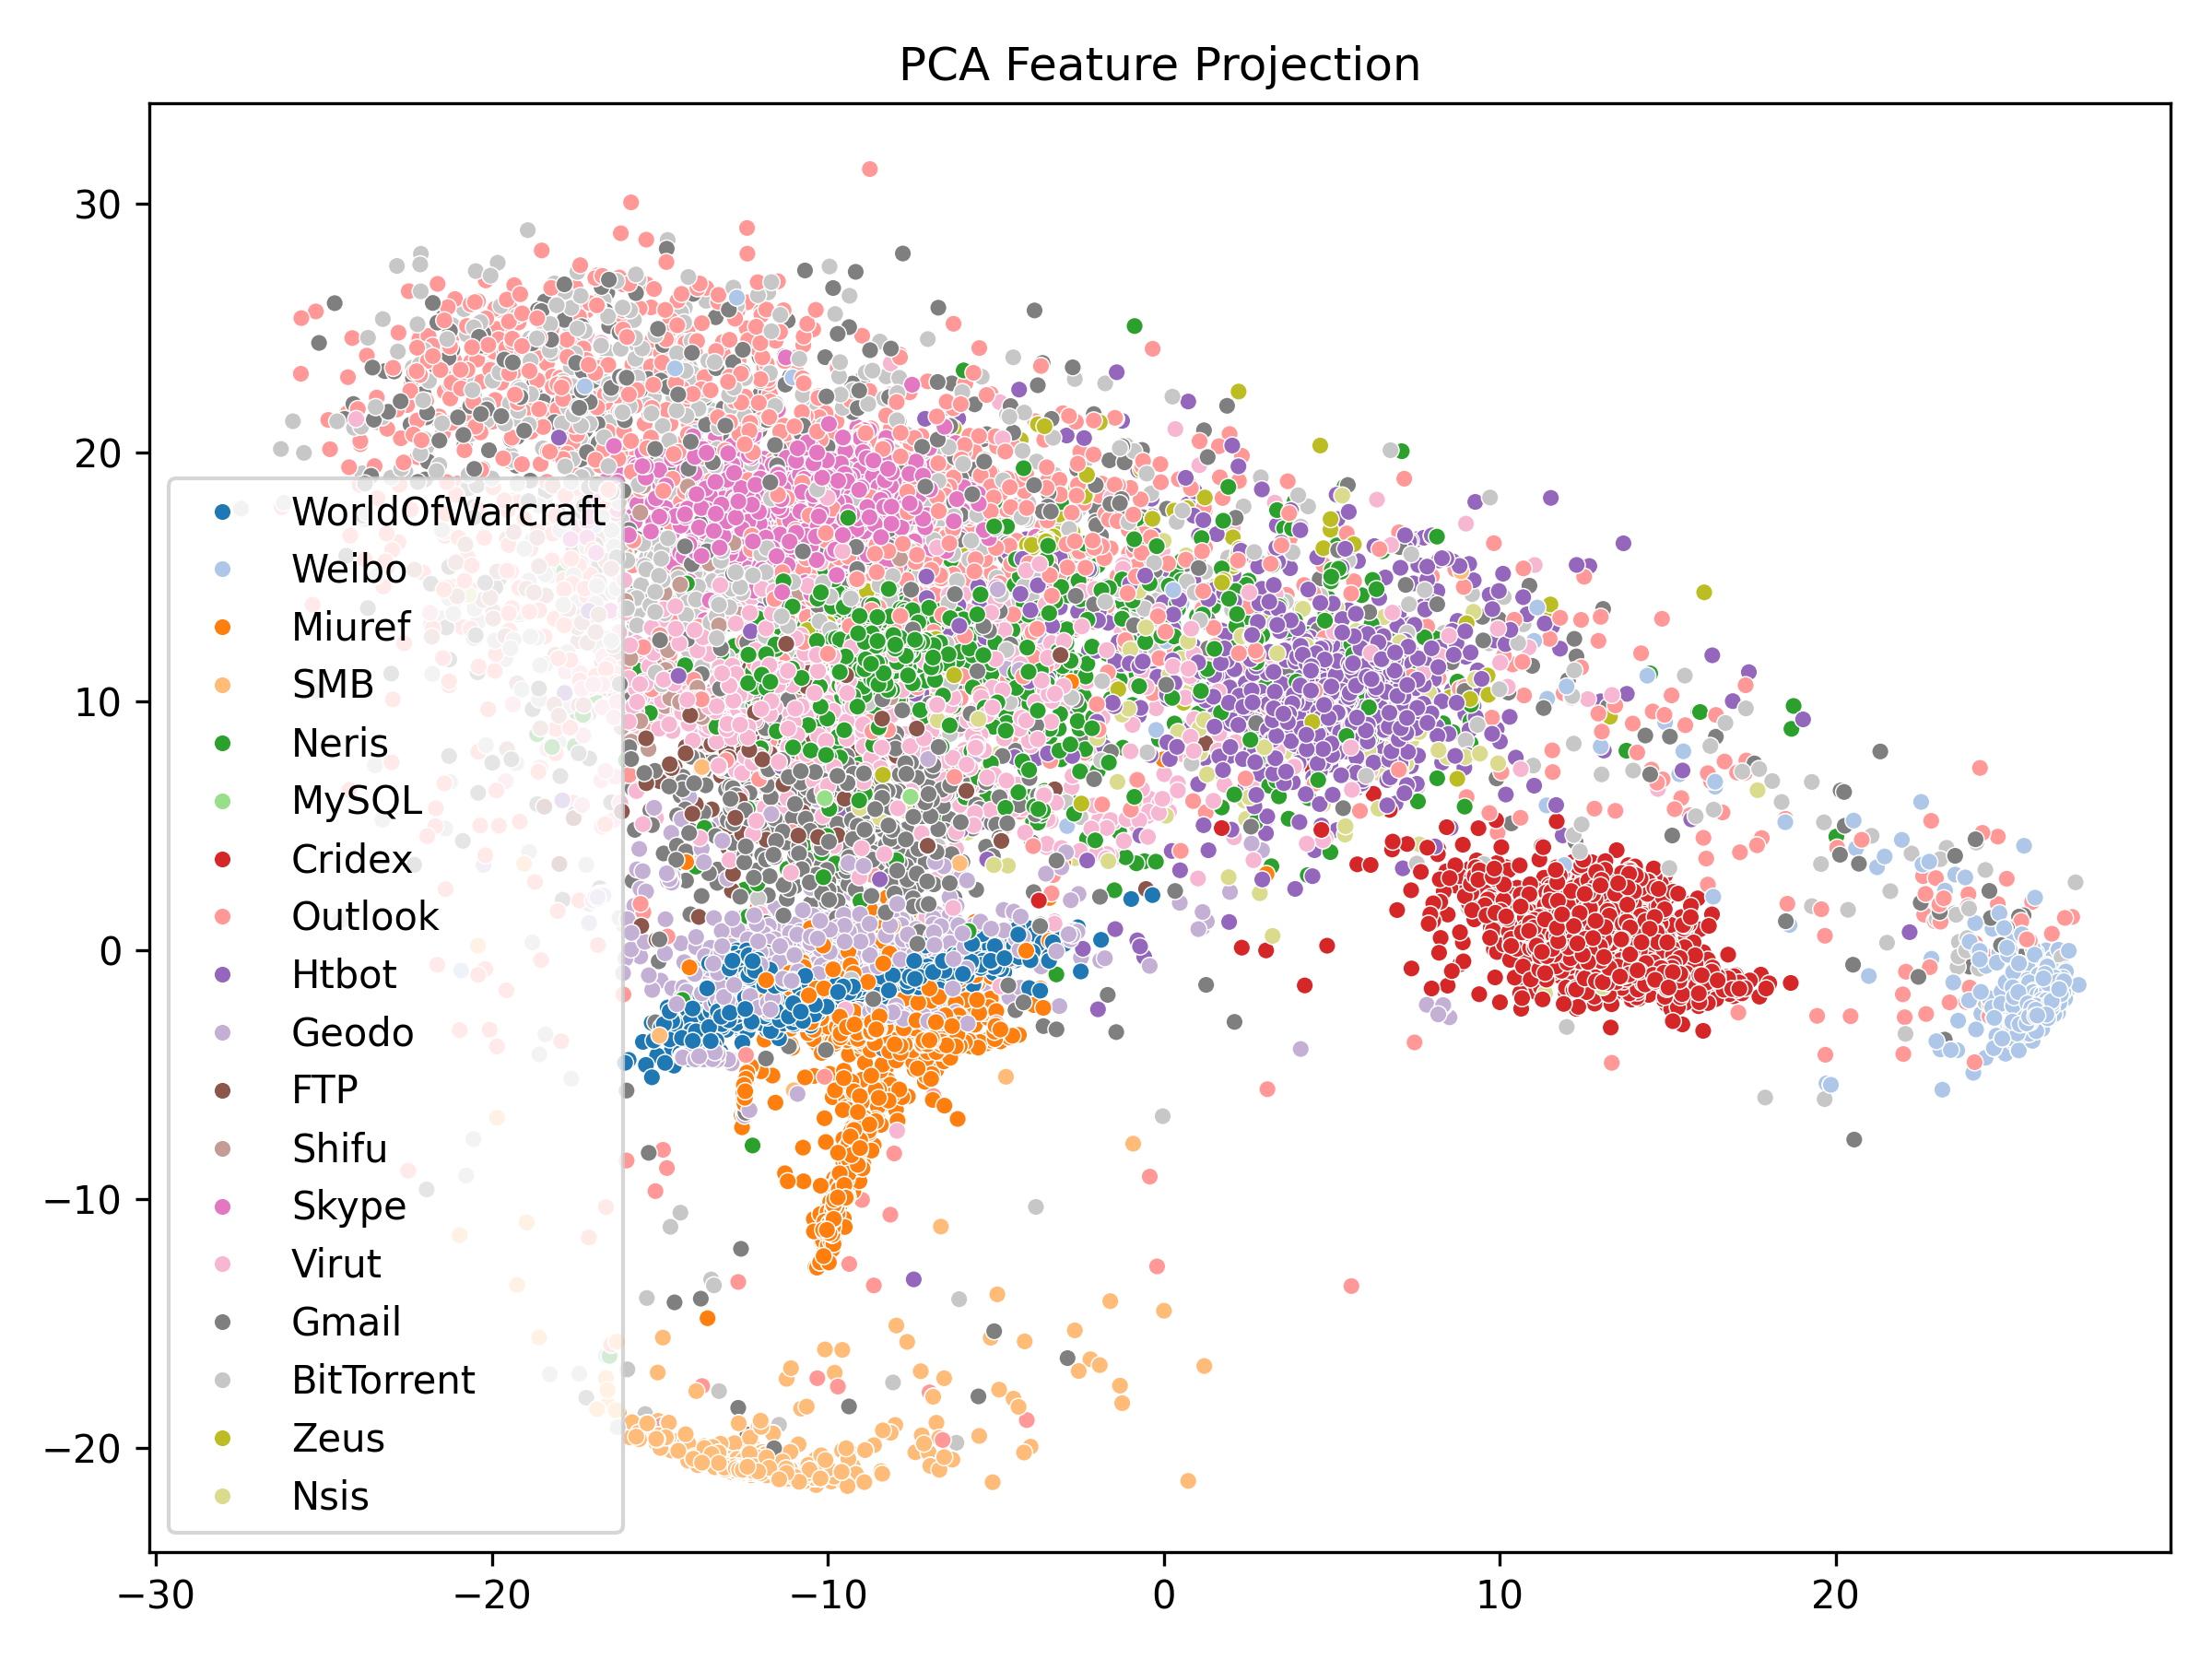 PCA Feature Projection
30
20
10
0
−10
−20
WorldOfWarcraft
Weibo
Miuref
SMB
Neris
MySQL
Cridex
Outlook
Htbot
Geodo
FTP
Shifu
Skype
Virut
Gmail
BitTorrent
Zeus
Nsis
−30 −20 −10 0 10 20